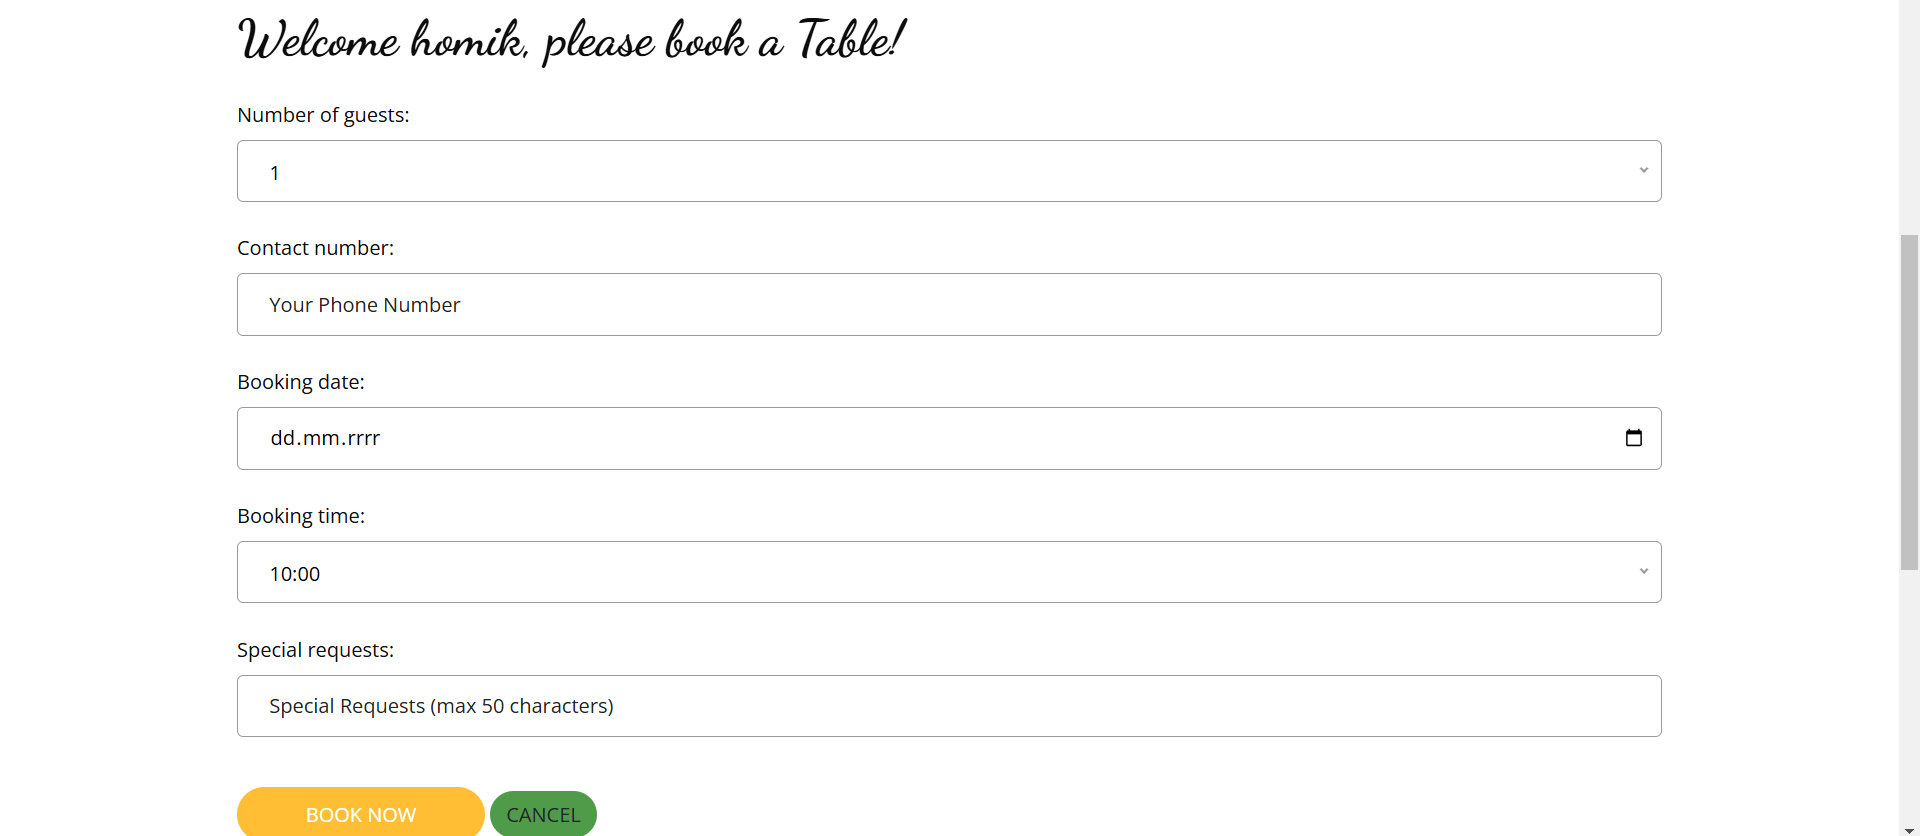 Welcome homik, please book a Table!
Number of guests:
1
Contact number:
Your Phone Number
Booking date:
dd.mm.rrrr
Booking time:
10:00
Special requests:
Special Requests (max 50 characters)
BOOK NOW CANCEL